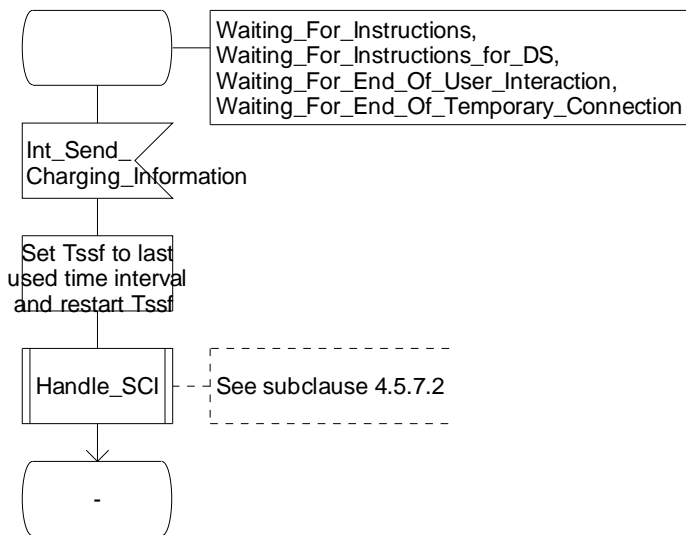 Waiting_For_Instructions,
Waiting_For_Instructions_for_DS,
Waiting_For_End_Of_User_Interaction,
Waiting_For_End_Of_Temporary_Connection
Int_Send_
Charging_Information
Set Tssf to last
used time interval
and restart Tssf
Handle_SCI
See subclause 4.5.7.2
-